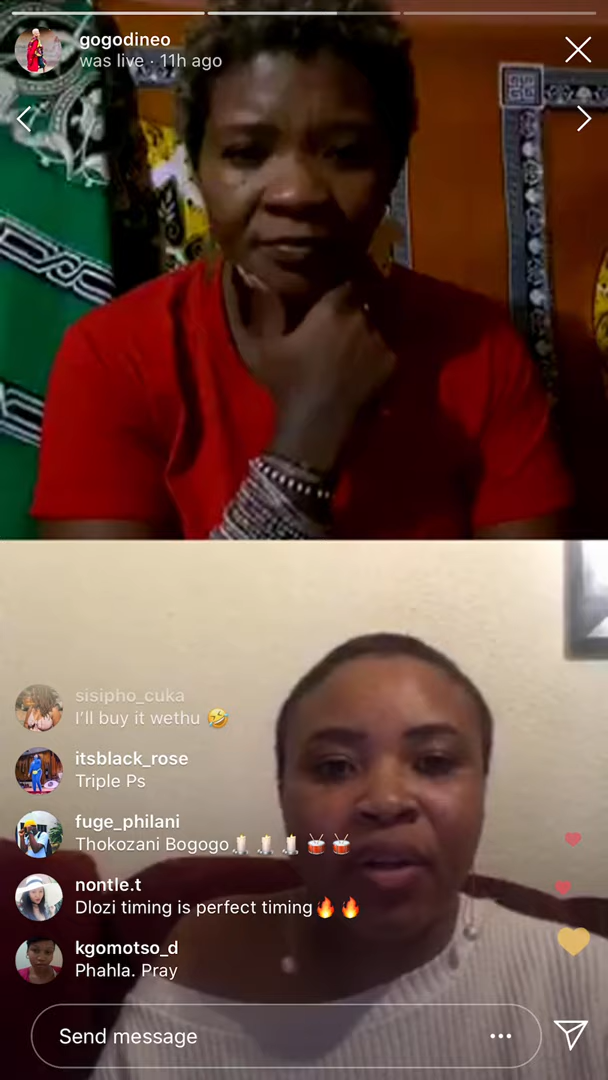 gogodineo
was live · 11h ago
sisipho_cuka
I'll buy it wethu 🤣
itsblack_rose
Triple Ps
fuge_philani
Thokozani Bogogo🕯️🕯️🕯️🥁🥁
nontle.t
Dlozi timing is perfect timing🔥🔥
kgomotso_d
Phahla. Pray
Send message